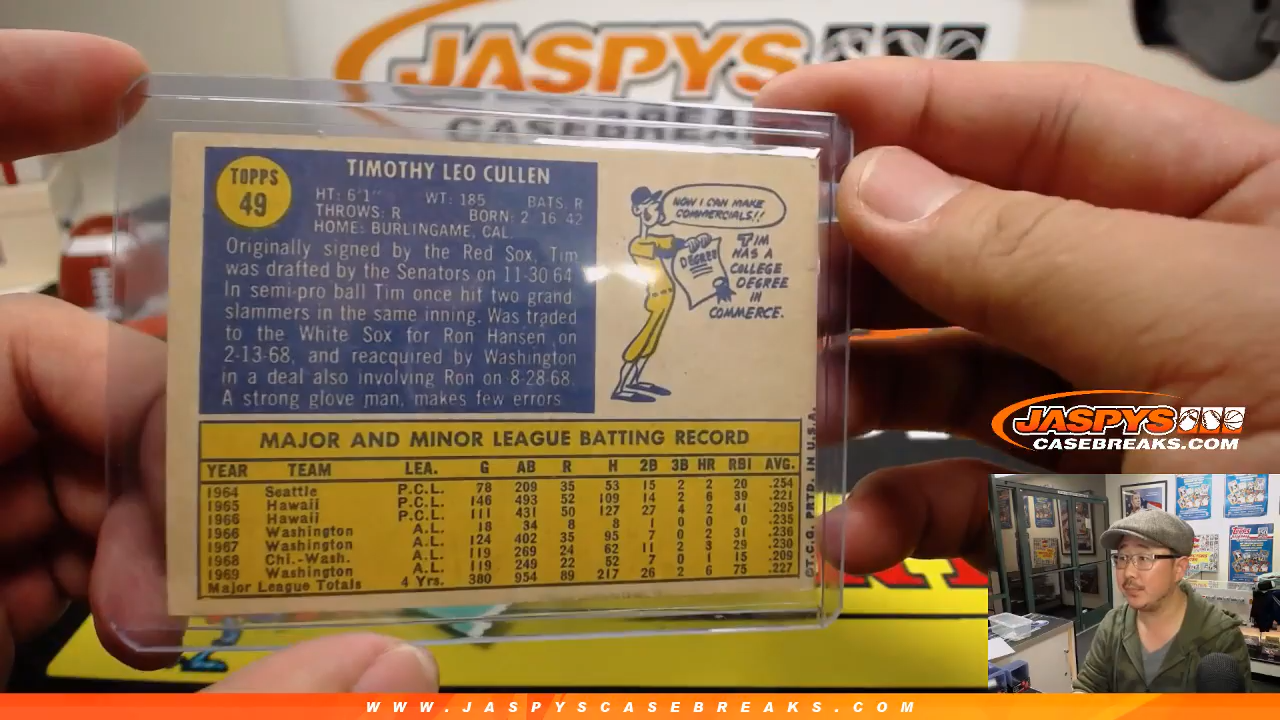 JASPYS
CASEBREAK
TOPPS
49
TIMOTHY LEO CULLEN
HT: 6'1" WT: 185 BATS: R
THROWS: R BORN: 2 16 42
HOME: BURLINGAME, CAL.
Originally signed by the Red Sox, Tim
was drafted by the Senators on 11-30 64
In semi-pro ball Tim once hit two grand
slammers in the same inning. Was traded
to the White Sox for Ron Hansen on
2-13-68, and reacquired by Washington
in a deal also involving Ron on 8-28-68.
A strong glove man, makes few errors
NOW I CAN MAKE
COMMERCIALS!!
DEGREE
TIM
HAS A
COLLEGE
DEGREE
IN
COMMERCE.
MAJOR AND MINOR LEAGUE BATTING RECORD
YEAR TEAM LEA. G AB R H 2B 3B HR RBI AVG.
1964 Seattle P.C.L. 78 209 35 53 15 2 2 20 .254
1965 Hawaii P.C.L. 146 493 52 109 14 2 6 39 .221
1966 Hawaii P.C.L. 111 431 50 127 27 4 2 41 .295
1966 Washington A.L. 18 34 8 8 1 0 0 0 .235
1967 Washington A.L. 124 402 35 95 7 0 2 31 .236
1968 Chi.-Wash. A.L. 119 269 24 62 11 2 3 29 .230
1969 Washington A.L. 119 249 22 52 7 0 1 15 .209
Major League Totals 4 Yrs. 380 954 89 217 26 2 6 75 .227
©T.C.G. PRTD. IN U.S.A.
JASPYS
CASEBREAKS.COM
WWW.JASPYSCASEBREAKS.COM